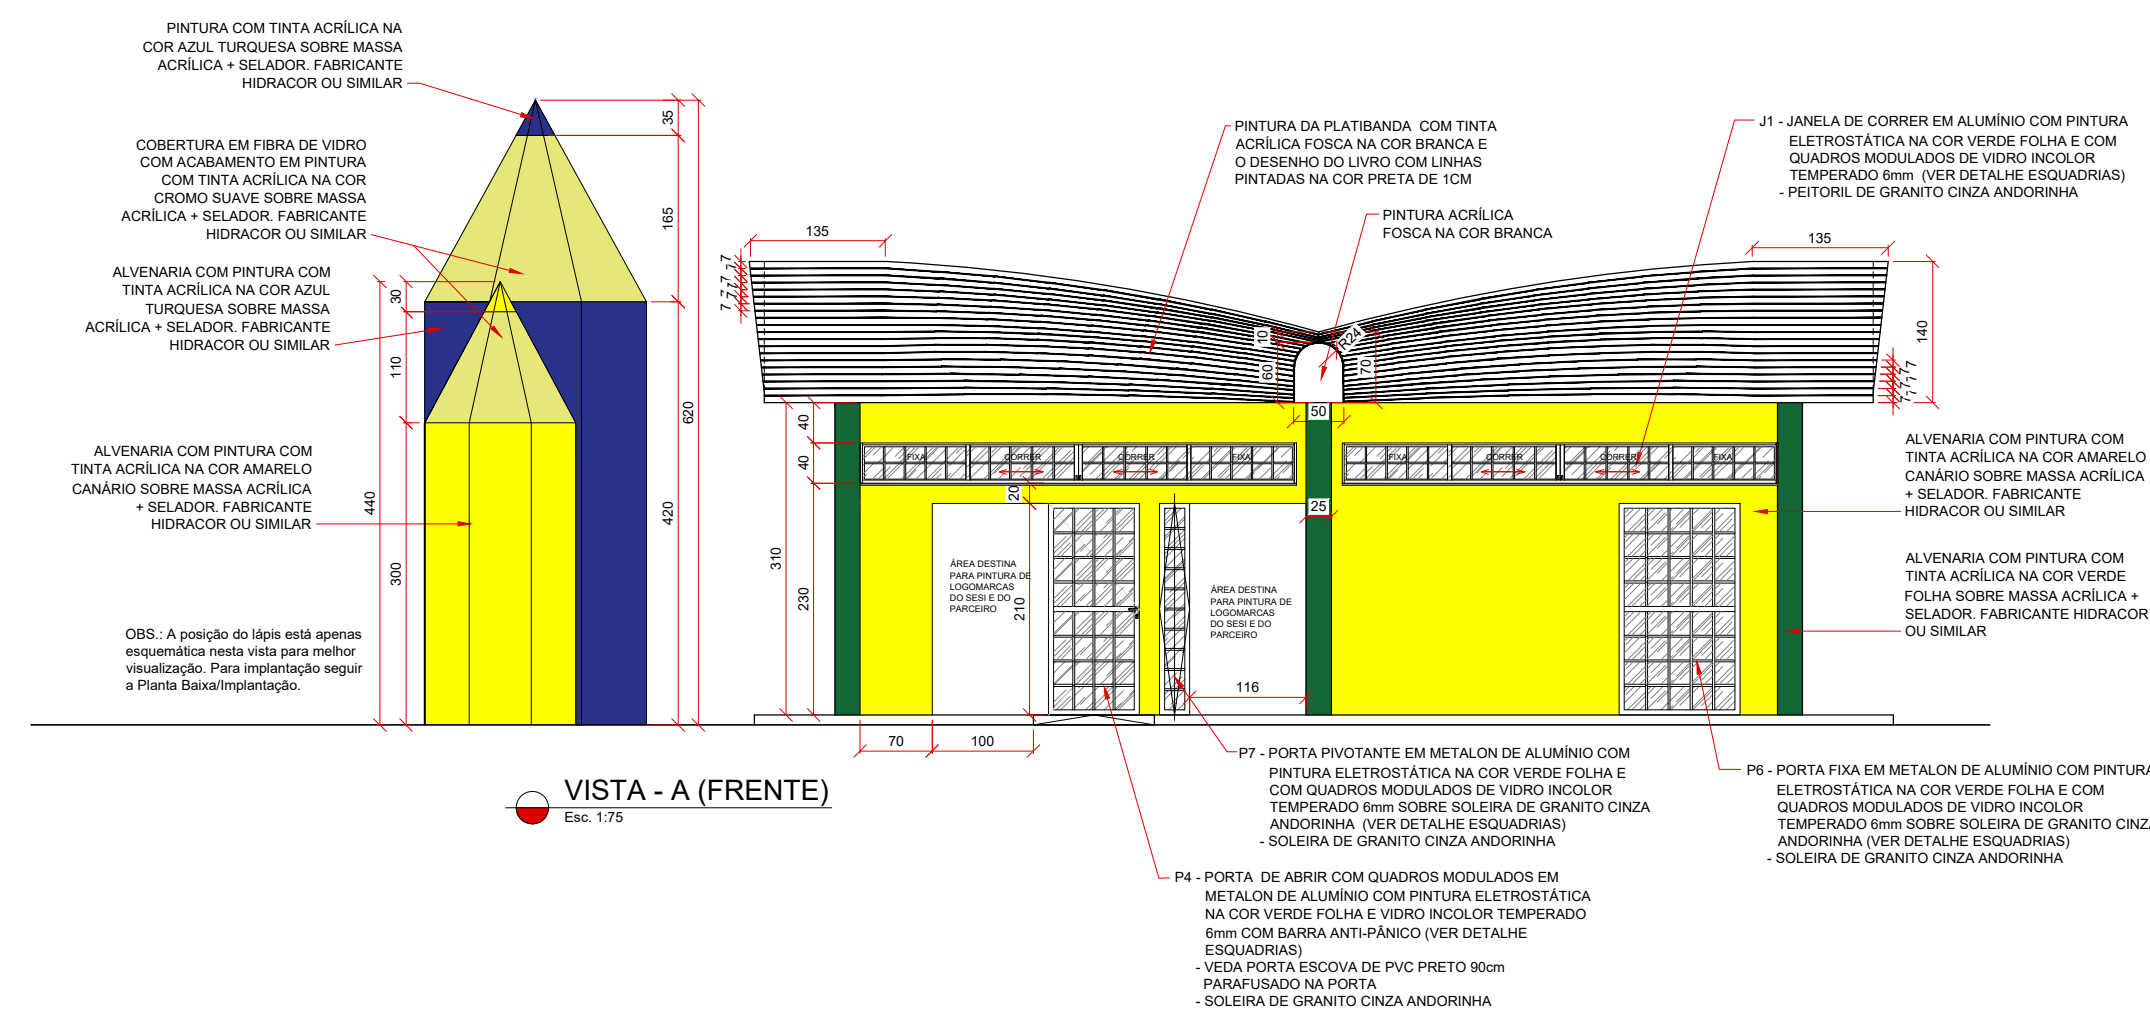 PINTURA COM TINTA ACRÍLICA NA
COR AZUL TURQUESA SOBRE MASSA
ACRÍLICA + SELADOR. FABRICANTE
HIDRACOR OU SIMILAR
COBERTURA EM FIBRA DE VIDRO
COM ACABAMENTO EM PINTURA
COM TINTA ACRÍLICA NA COR
CROMO SUAVE SOBRE MASSA
ACRÍLICA + SELADOR. FABRICANTE
HIDRACOR OU SIMILAR
ALVENARIA COM PINTURA COM
TINTA ACRÍLICA NA COR AZUL
TURQUESA SOBRE MASSA
ACRÍLICA + SELADOR. FABRICANTE
HIDRACOR OU SIMILAR
ALVENARIA COM PINTURA COM
TINTA ACRÍLICA NA COR AMARELO
CANÁRIO SOBRE MASSA ACRÍLICA
+ SELADOR. FABRICANTE
HIDRACOR OU SIMILAR
OBS.: A posição do lápis está apenas
esquemática nesta vista para melhor
visualização. Para implantação seguir
a Planta Baixa/Implantação.
30
110
440
300
35
165
620
420
PINTURA DA PLATIBANDA COM TINTA
ACRÍLICA FOSCA NA COR BRANCA E
O DESENHO DO LIVRO COM LINHAS
PINTADAS NA COR PRETA DE 1CM
PINTURA ACRÍLICA
FOSCA NA COR BRANCA
J1 - JANELA DE CORRER EM ALUMÍNIO COM PINTURA
ELETROSTÁTICA NA COR VERDE FOLHA E COM
QUADROS MODULADOS DE VIDRO INCOLOR
TEMPERADO 6mm (VER DETALHE ESQUADRIAS)
- PEITORIL DE GRANITO CINZA ANDORINHA
135
135
7 7 7 7 7 7
10
R24
60
70
140
7 7 7 7 7 7
50
40
40
310
230
20
25
FIXA CORRER CORRER FIXA
FIXA CORRER CORRER FIXA
ÁREA DESTINA
PARA PINTURA DE
LOGOMARCAS
DO SESI E DO
PARCEIRO
210
ÁREA DESTINA
PARA PINTURA DE
LOGOMARCAS
DO SESI E DO
PARCEIRO
116
70
100
ALVENARIA COM PINTURA COM
TINTA ACRÍLICA NA COR AMARELO
CANÁRIO SOBRE MASSA ACRÍLICA
+ SELADOR. FABRICANTE
HIDRACOR OU SIMILAR
ALVENARIA COM PINTURA COM
TINTA ACRÍLICA NA COR VERDE
FOLHA SOBRE MASSA ACRÍLICA +
SELADOR. FABRICANTE HIDRACOR
OU SIMILAR
VISTA - A (FRENTE)
Esc. 1:75
P7 - PORTA PIVOTANTE EM METALON DE ALUMÍNIO COM
PINTURA ELETROSTÁTICA NA COR VERDE FOLHA E
COM QUADROS MODULADOS DE VIDRO INCOLOR
TEMPERADO 6mm SOBRE SOLEIRA DE GRANITO CINZA
ANDORINHA (VER DETALHE ESQUADRIAS)
- SOLEIRA DE GRANITO CINZA ANDORINHA
P6 - PORTA FIXA EM METALON DE ALUMÍNIO COM PINTURA
ELETROSTÁTICA NA COR VERDE FOLHA E COM
QUADROS MODULADOS DE VIDRO INCOLOR
TEMPERADO 6mm SOBRE SOLEIRA DE GRANITO CINZA
ANDORINHA (VER DETALHE ESQUADRIAS)
- SOLEIRA DE GRANITO CINZA ANDORINHA
P4 - PORTA DE ABRIR COM QUADROS MODULADOS EM
METALON DE ALUMÍNIO COM PINTURA ELETROSTÁTICA
NA COR VERDE FOLHA E VIDRO INCOLOR TEMPERADO
6mm COM BARRA ANTI-PÂNICO (VER DETALHE
ESQUADRIAS)
- VEDA PORTA ESCOVA DE PVC PRETO 90cm
PARAFUSADO NA PORTA
- SOLEIRA DE GRANITO CINZA ANDORINHA